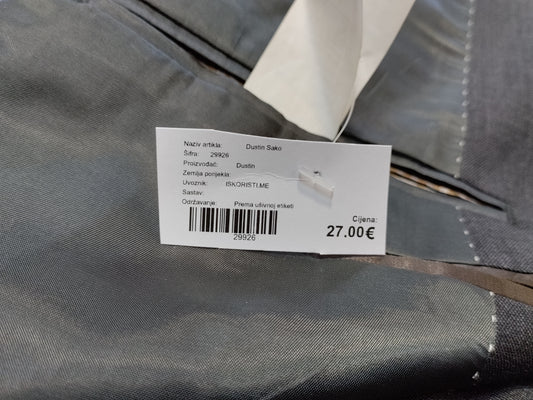 Naziv artikla: Dustin Sako
Šifra: 29926
Proizvođač: Dustin
Zemlja porijekla:
Uvoznik: ISKORISTI.ME
Sastav:
Održavanje: Prema ušivnoj etiketi
Cijena:
27.00€
29926